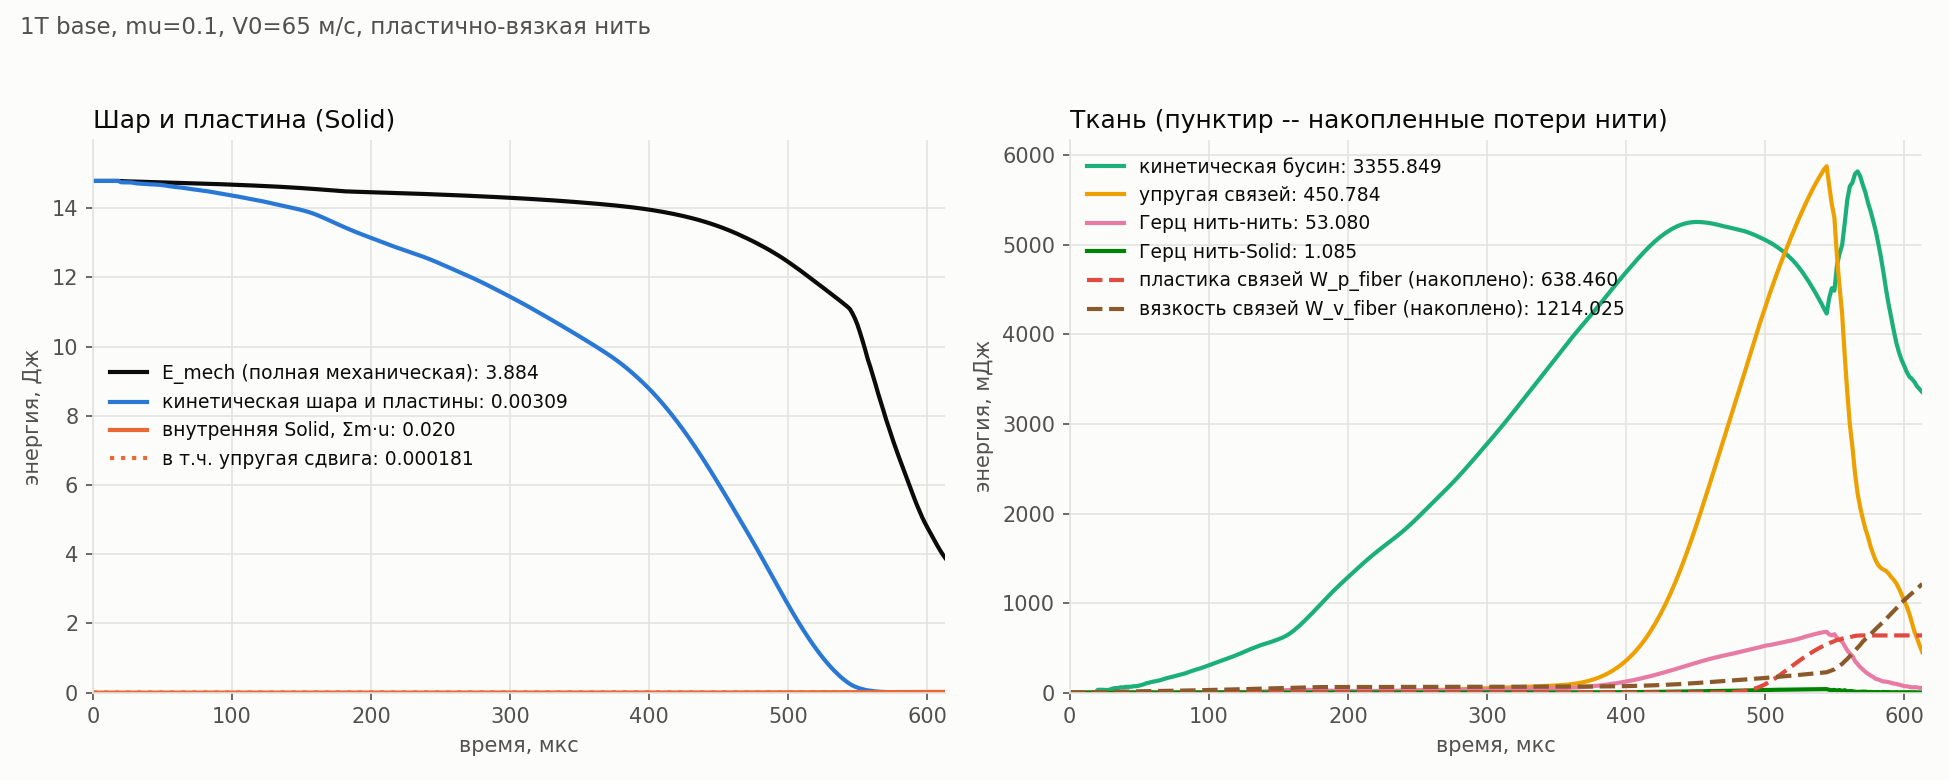 1T base, mu=0.1, V0=65 м/с, пластично-вязкая нить
Шар и пластина (Solid)
энергия, Дж
14
12
10
8
6
4
2
0
E_mech (полная механическая): 3.884
кинетическая шара и пластины: 0.00309
внутренняя Solid, Σm·u: 0.020
в т.ч. упругая сдвига: 0.000181
0 100 200 300 400 500 600
время, мкс
Ткань (пунктир -- накопленные потери нити)
энергия, мДж
6000
5000
4000
3000
2000
1000
0
кинетическая бусин: 3355.849
упругая связей: 450.784
Герц нить-нить: 53.080
Герц нить-Solid: 1.085
пластика связей W_p_fiber (накоплено): 638.460
вязкость связей W_v_fiber (накоплено): 1214.025
0 100 200 300 400 500 600
время, мкс